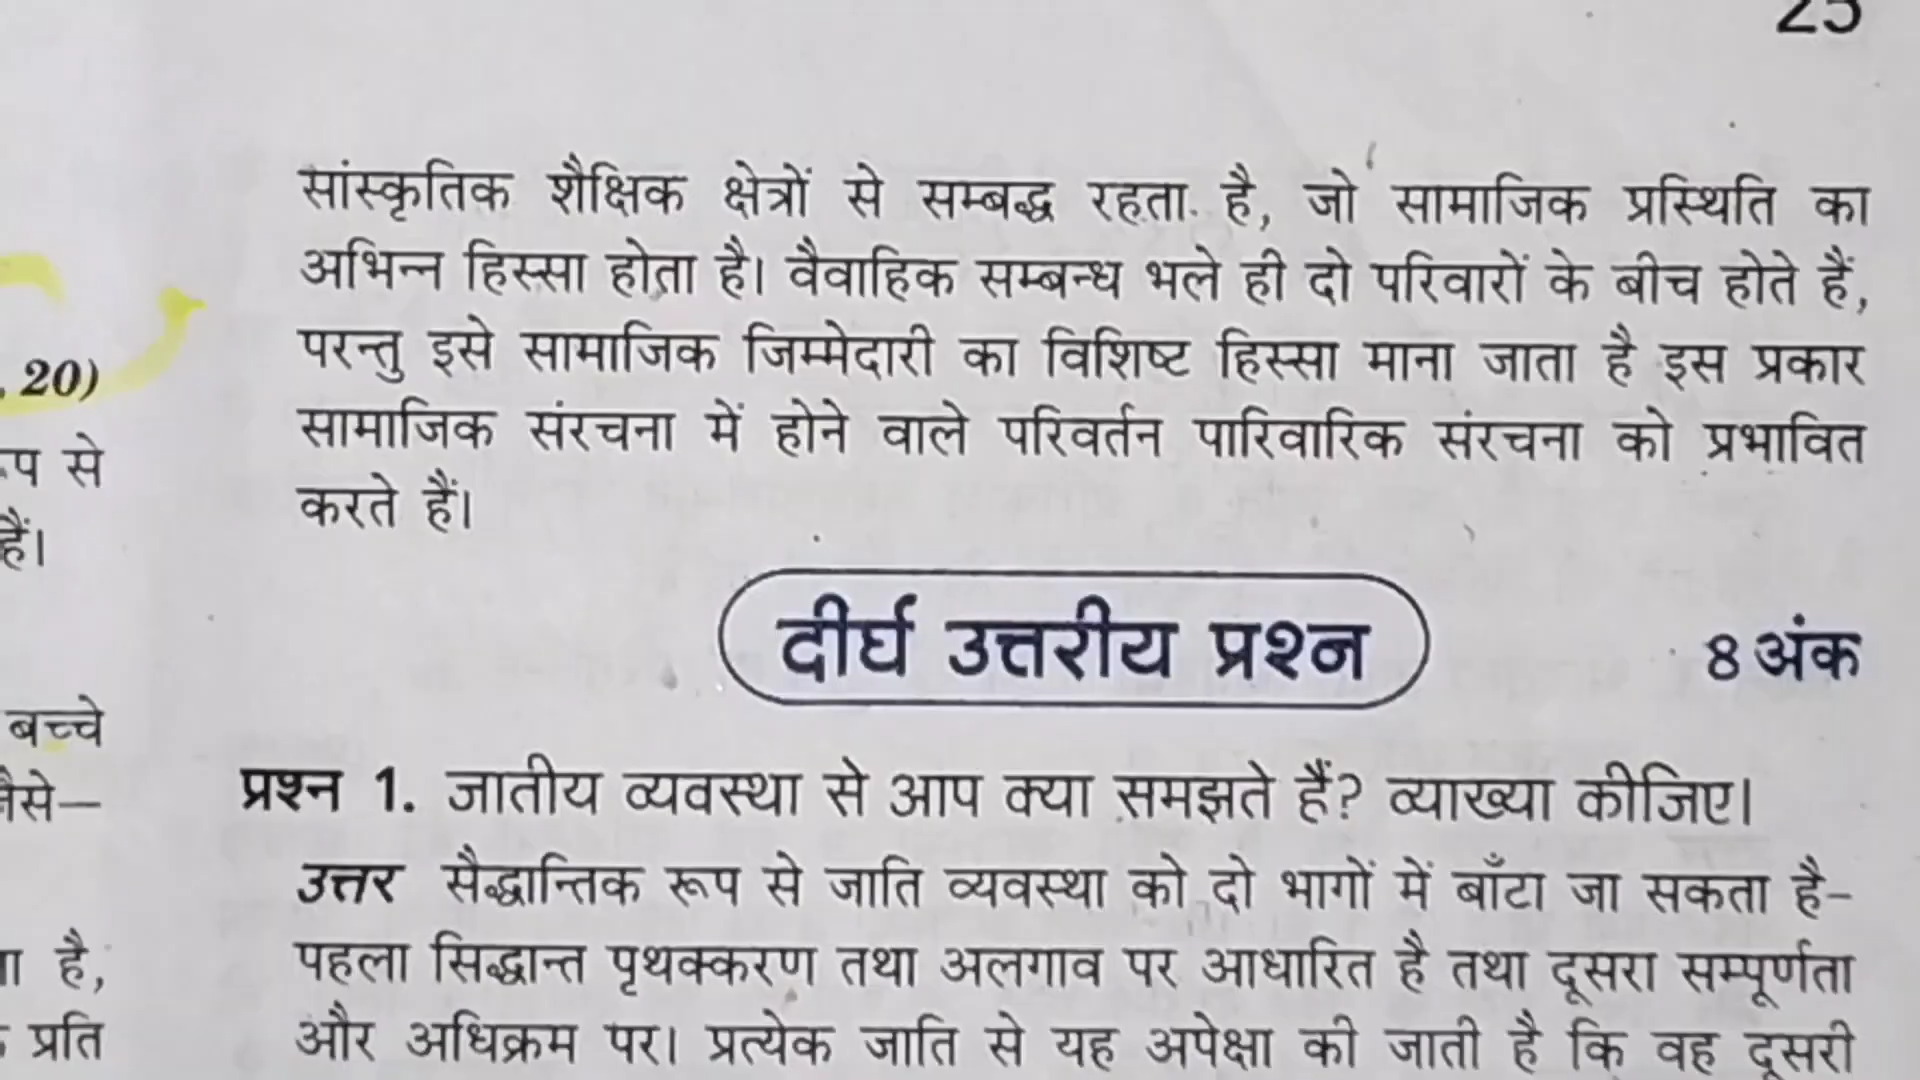 25
सांस्कृतिक शैक्षिक क्षेत्रों से सम्बद्ध रहता है, जो सामाजिक प्रस्थिति का
अभिन्न हिस्सा होता है। वैवाहिक सम्बन्ध भले ही दो परिवारों के बीच होते हैं,
परन्तु इसे सामाजिक जिम्मेदारी का विशिष्ट हिस्सा माना जाता है इस प्रकार
सामाजिक संरचना में होने वाले परिवर्तन पारिवारिक संरचना को प्रभावित
करते हैं।
दीर्घ उत्तरीय प्रश्न 8 अंक
प्रश्न 1. जातीय व्यवस्था से आप क्या समझते हैं? व्याख्या कीजिए।
उत्तर सैद्धान्तिक रूप से जाति व्यवस्था को दो भागों में बाँटा जा सकता है-
पहला सिद्धान्त पृथक्करण तथा अलगाव पर आधारित है तथा दूसरा सम्पूर्णता
और अधिक्रम पर। प्रत्येक जाति से यह अपेक्षा की जाती है कि वह दूसरी
20)
से
हैं।
बच्चे
है,
प्रति